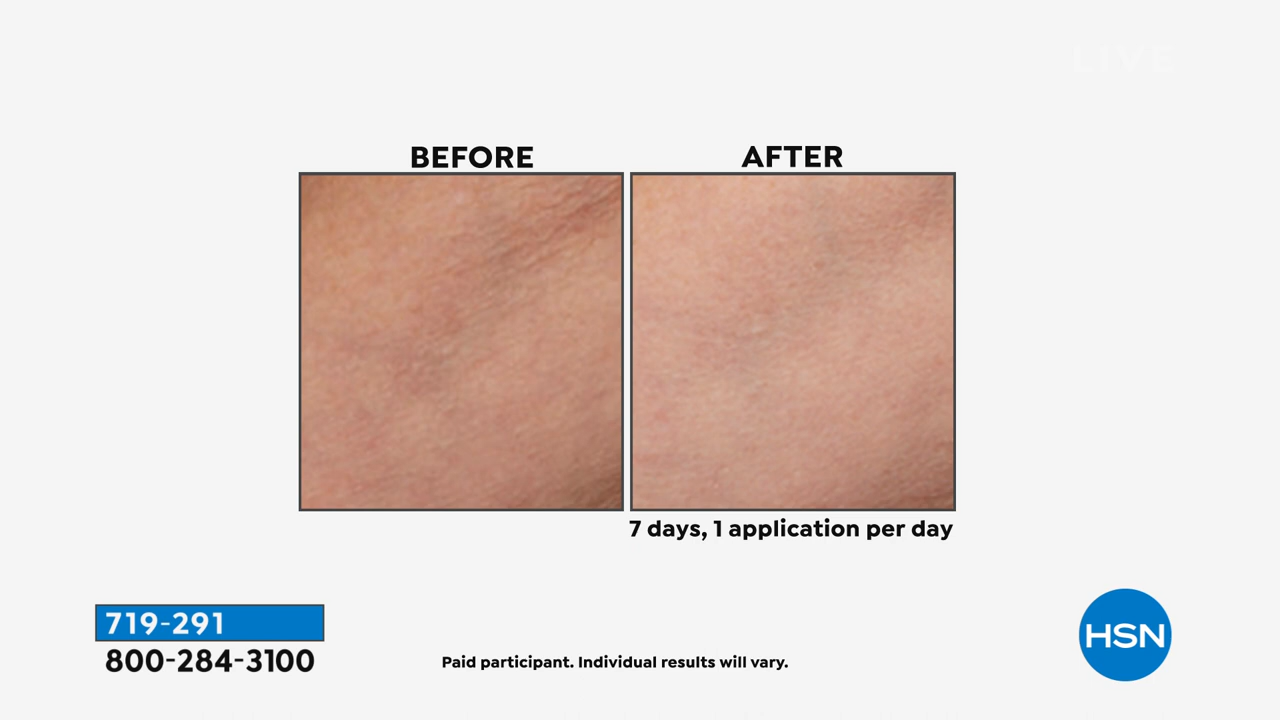 LIVE
BEFORE
AFTER
7 days, 1 application per day
719-291
800-284-3100
Paid participant. Individual results will vary.
HSN